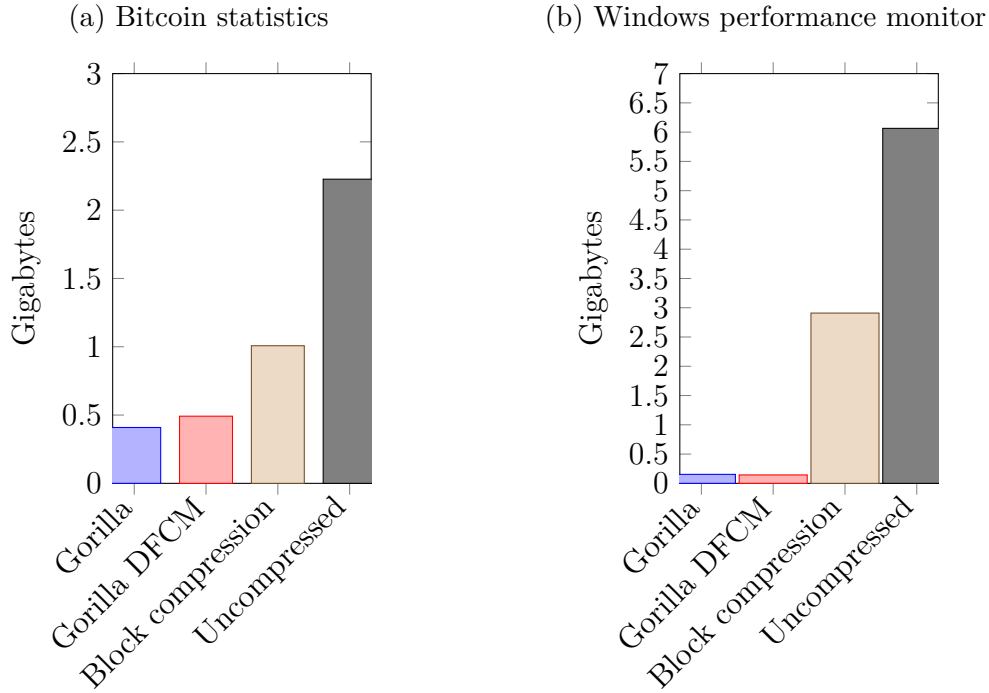 (a) Bitcoin statistics
3
2.5
2
1.5
1
0.5
0
Gigabytes
Gorilla
Gorilla DFCM
Block compression
Uncompressed
(b) Windows performance monitor
7
6.5
6
5.5
5
4.5
4
3.5
3
2.5
2
1.5
1
0.5
0
Gigabytes
Gorilla
Gorilla DFCM
Block compression
Uncompressed